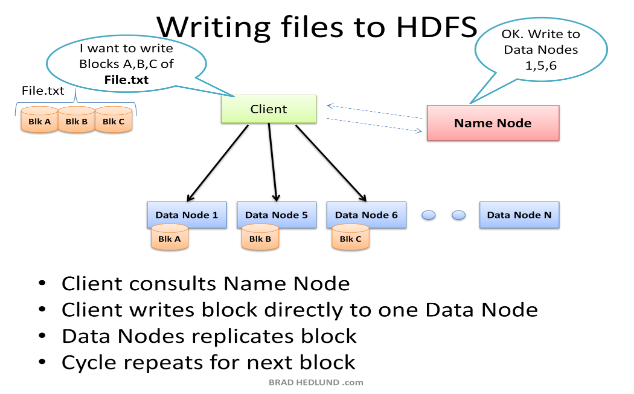 Writing files to HDFS
I want to write
Blocks A,B,C of
File.txt
OK. Write to
Data Nodes
1,5,6
File.txt
Blk A
Blk B
Blk C
Client
Name Node
Data Node 1
Data Node 5
Data Node 6
Data Node N
Blk A
Blk B
Blk C
• Client consults Name Node
• Client writes block directly to one Data Node
• Data Nodes replicates block
• Cycle repeats for next block
BRAD HEDLUND .com